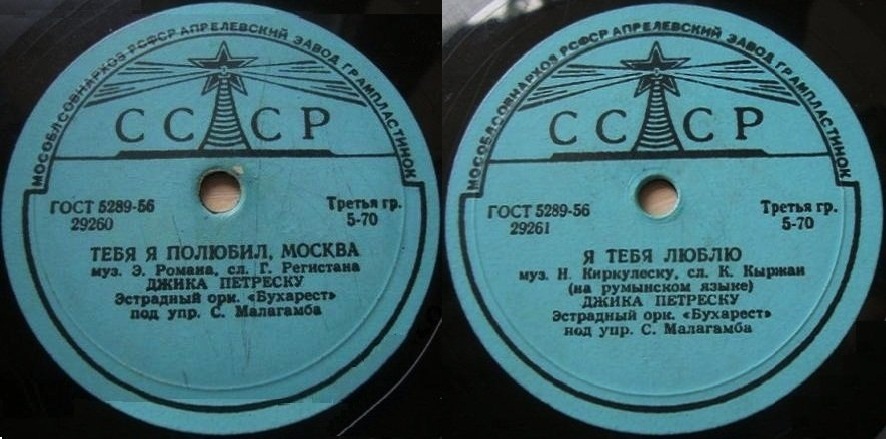 МОСОБЛСОВНАРХОЗ РСФСР АПРЕЛЕВСКИЙ ЗАВОД ГРАМПЛАСТИНОК
СССР
ГОСТ 5289-56
29260
Третья гр.
5-70
ТЕБЯ Я ПОЛЮБИЛ, МОСКВА
муз. Э. Романа, сл. Г. Регистана
ДЖИКА ПЕТРЕСКУ
Эстрадный орк. «Бухарест»
под упр. С. Малагамба
МОСОБЛСОВНАРХОЗ РСФСР АПРЕЛЕВСКИЙ ЗАВОД ГРАМПЛАСТИНОК
СССР
ГОСТ 5289-56
29261
Третья гр.
5-70
Я ТЕБЯ ЛЮБЛЮ
муз. Н. Киркулеску, сл. К. Кыржан
(на румынском языке)
ДЖИКА ПЕТРЕСКУ
Эстрадный орк. «Бухарест»
под упр. С. Малагамба